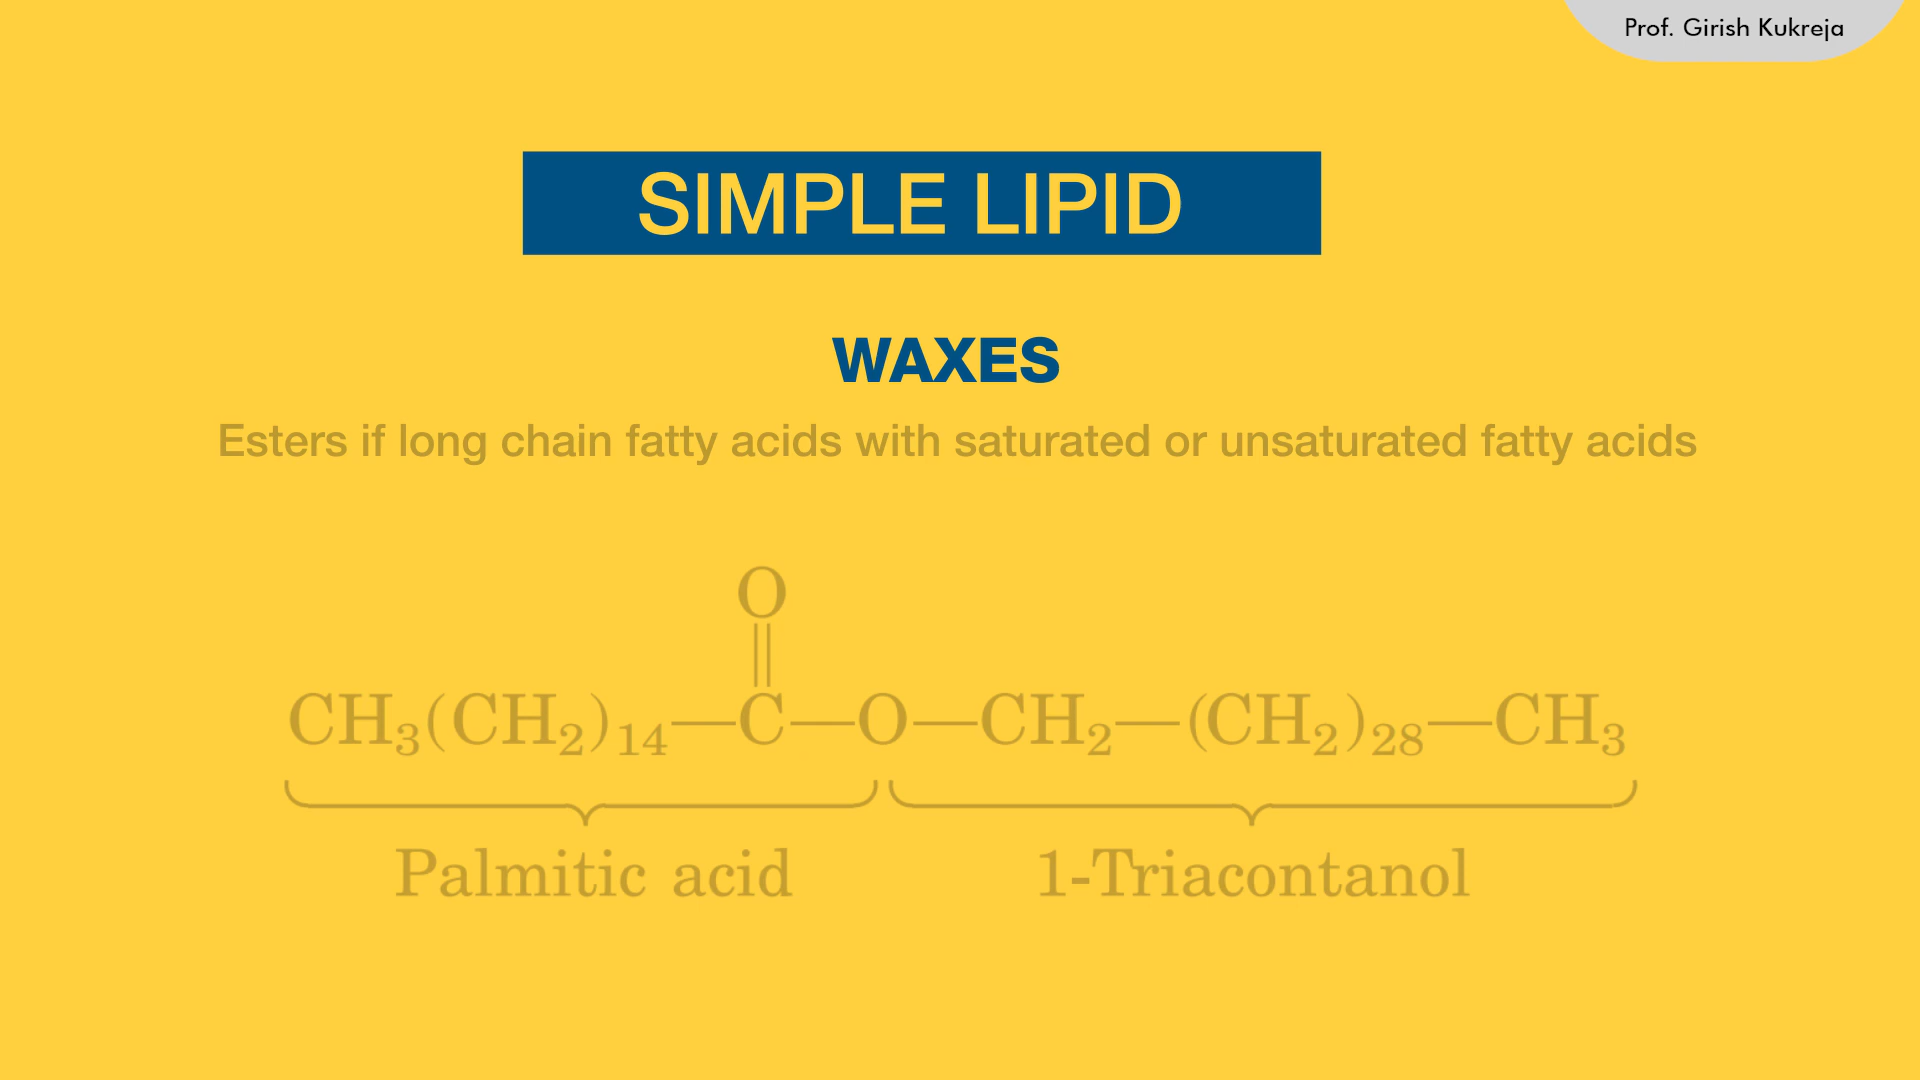 Prof. Girish Kukreja
SIMPLE LIPID
WAXES
Esters if long chain fatty acids with saturated or unsaturated fatty acids
O
CH₃(CH₂)₁₄—C—O—CH₂—(CH₂)₂₈—CH₃
Palmitic acid 1-Triacontanol